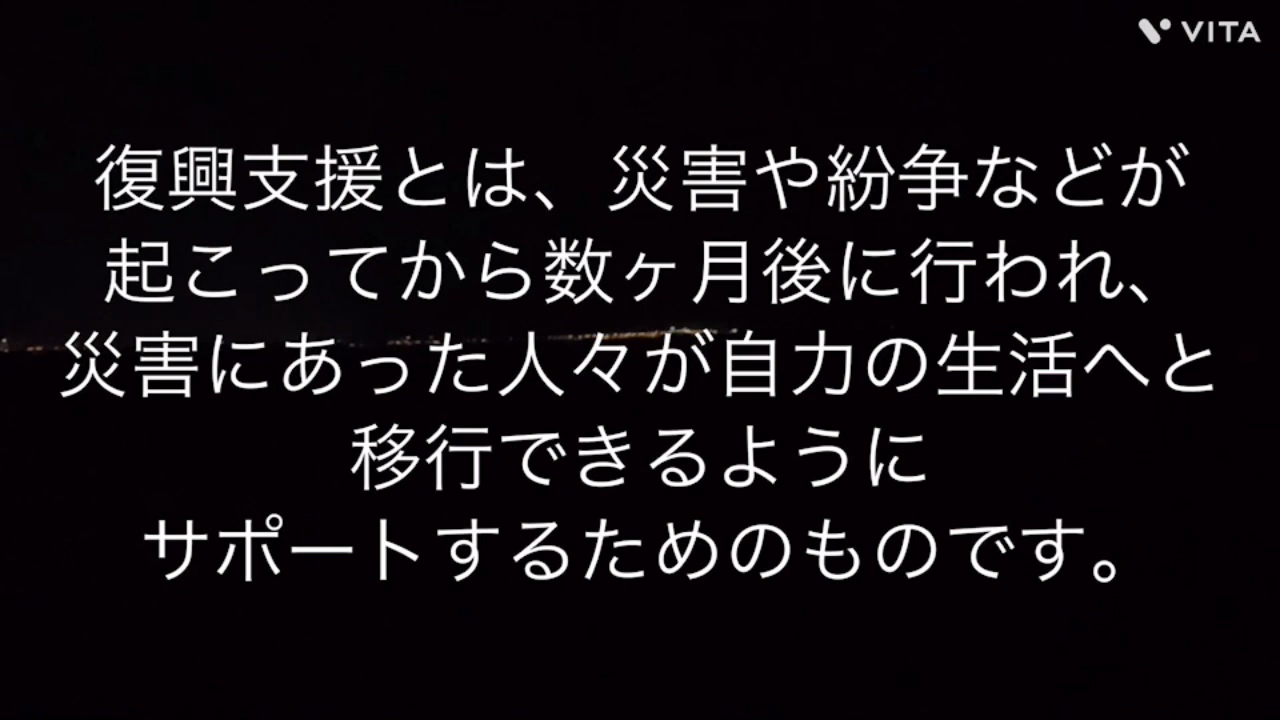 VITA
復興支援とは、災害や紛争などが
起こってから数ヶ月後に行われ、
災害にあった人々が自力の生活へと
移行できるように
サポートするためのものです。